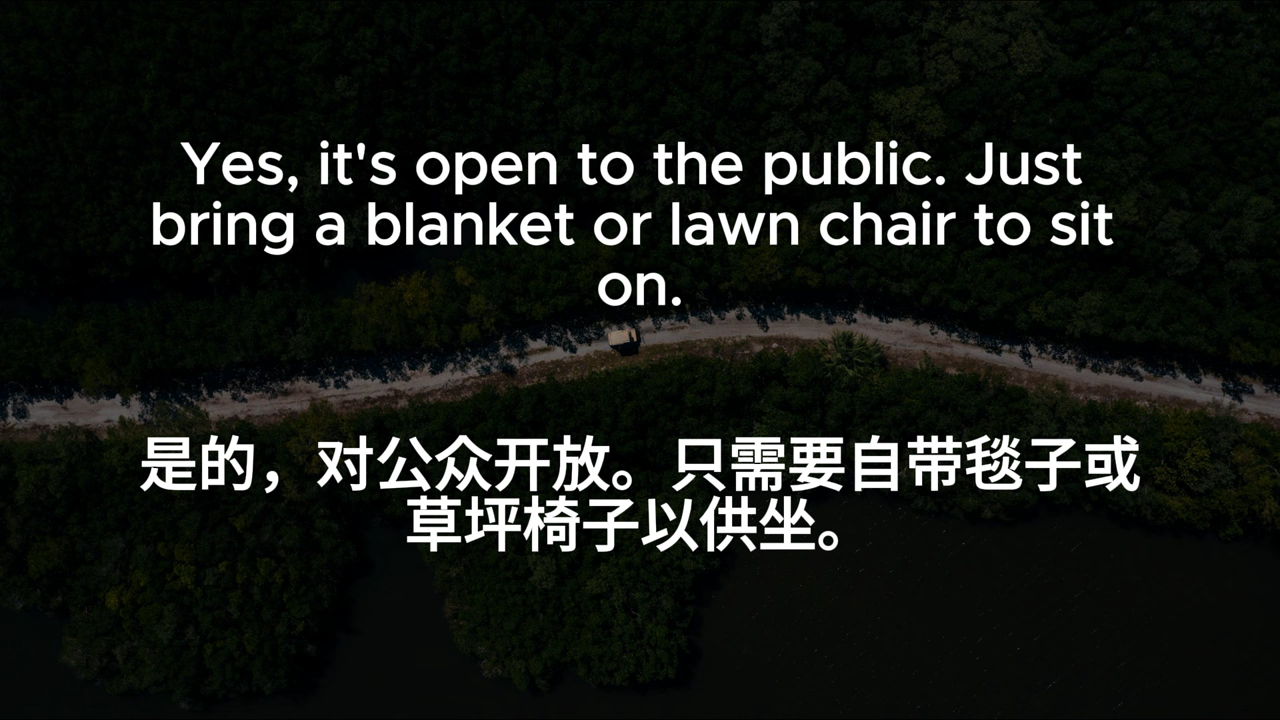 Yes, it's open to the public. Just
bring a blanket or lawn chair to sit
on.
是的，对公众开放。只需要自带毯子或
草坪椅子以供坐。